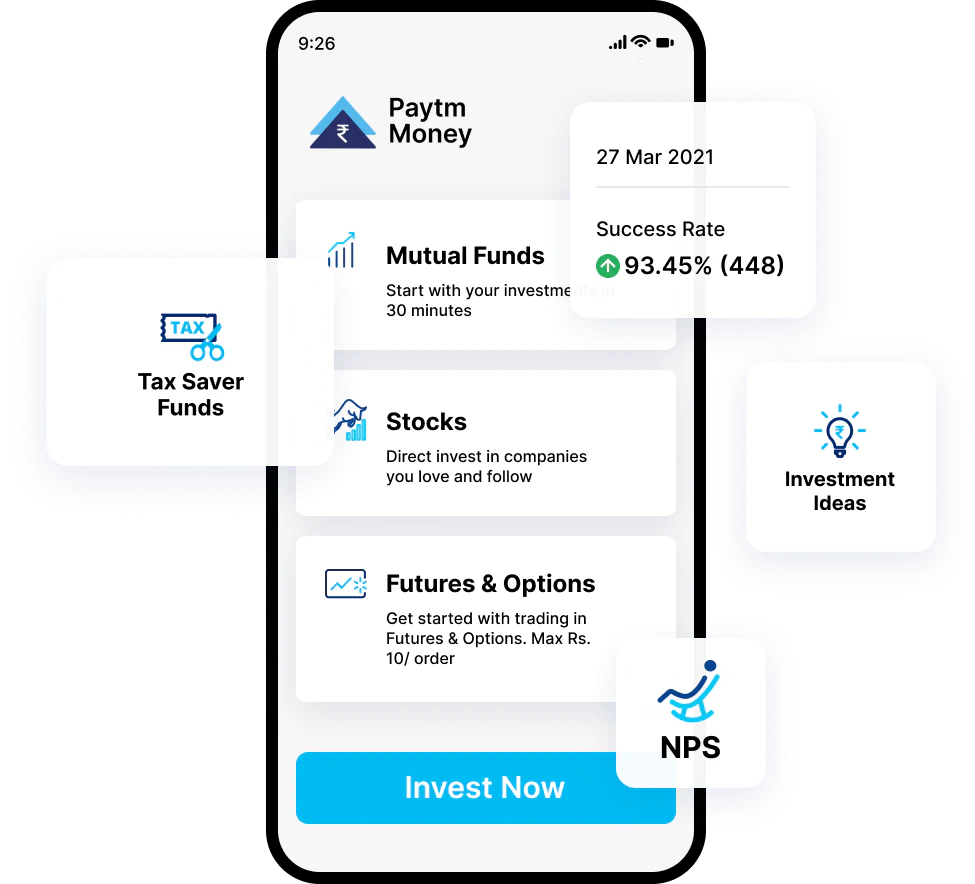 9:26
Paytm
Money
₹
27 Mar 2021
Success Rate
93.45% (448)
Mutual Funds
Start with your investments in
30 minutes
TAX
Tax Saver
Funds
Stocks
Direct invest in companies
you love and follow
₹
Investment
Ideas
Futures & Options
Get started with trading in
Futures & Options. Max Rs.
10/ order
NPS
Invest Now